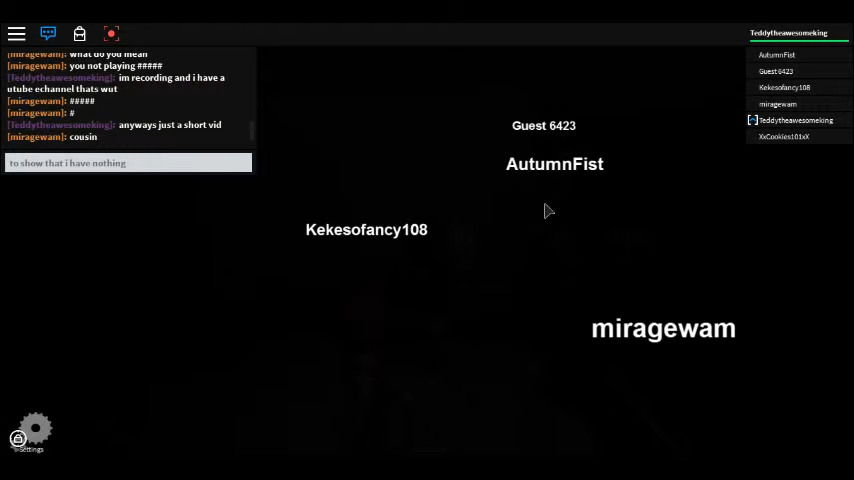 [miragewam]: what do you mean
[miragewam]: you not playing #####
[Teddytheawesomeking]: im recording and i have a
utube echannel thats wut
[miragewam]: #####
[miragewam]: #
[Teddytheawesomeking]: anyways just a short vid
[miragewam]: cousin
to show that i have nothing
Teddytheawesomeking
AutumnFist
Guest 6423
Kekesofancy108
miragewam
Teddytheawesomeking
XxCookies101xX
Guest 6423
AutumnFist
Kekesofancy108
miragewam
Settings